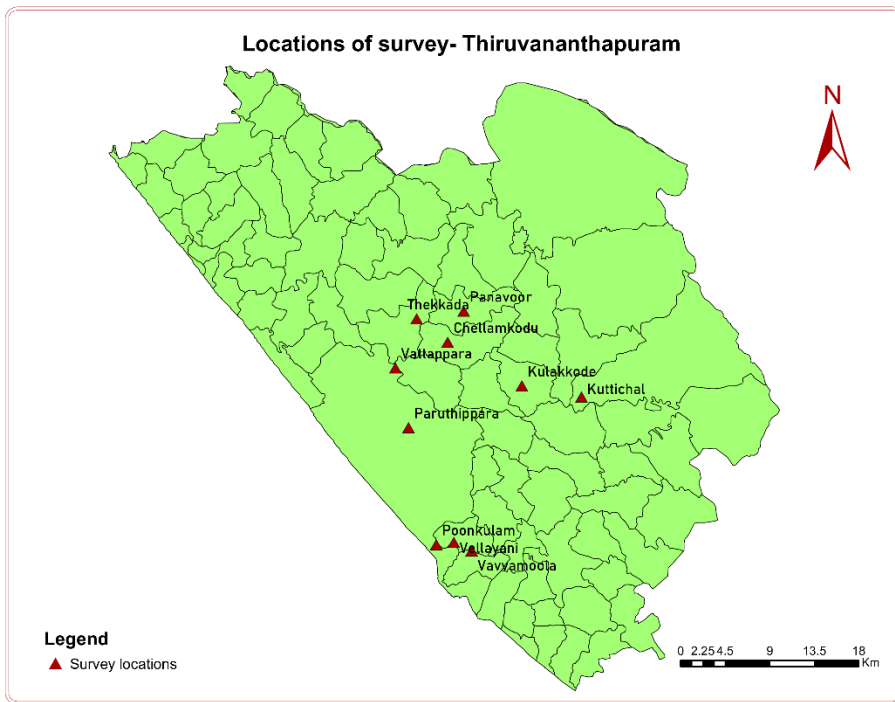 Locations of survey- Thiruvananthapuram
N
Panavoor
Thekkada
Chellamkodu
Vattappara
Kulakkode
Kuttichal
Paruthippara
Poonkulam
Vellayani
Vavvamoola
Legend
Survey locations
0 2.25 4.5 9 13.5 18
Km